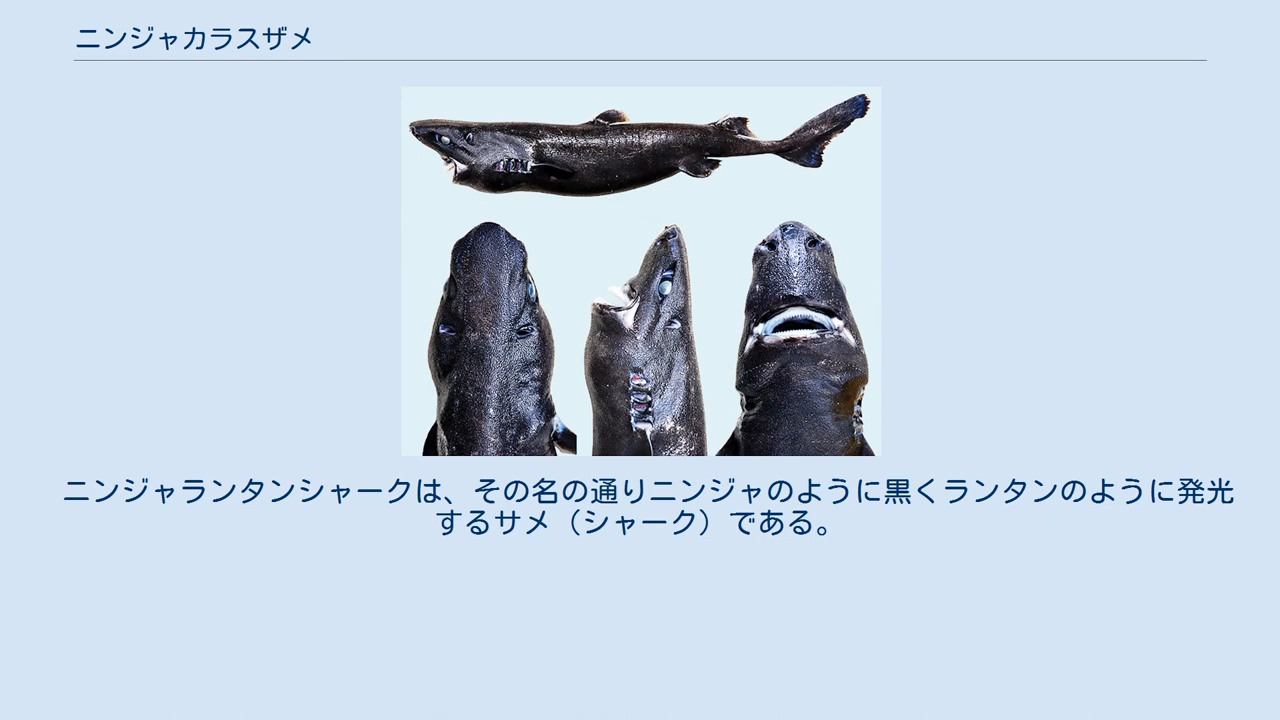 ニンジャカラスザメ
ニンジャランタンシャークは、その名の通りニンジャのように黒くランタンのように発光
するサメ（シャーク）である。